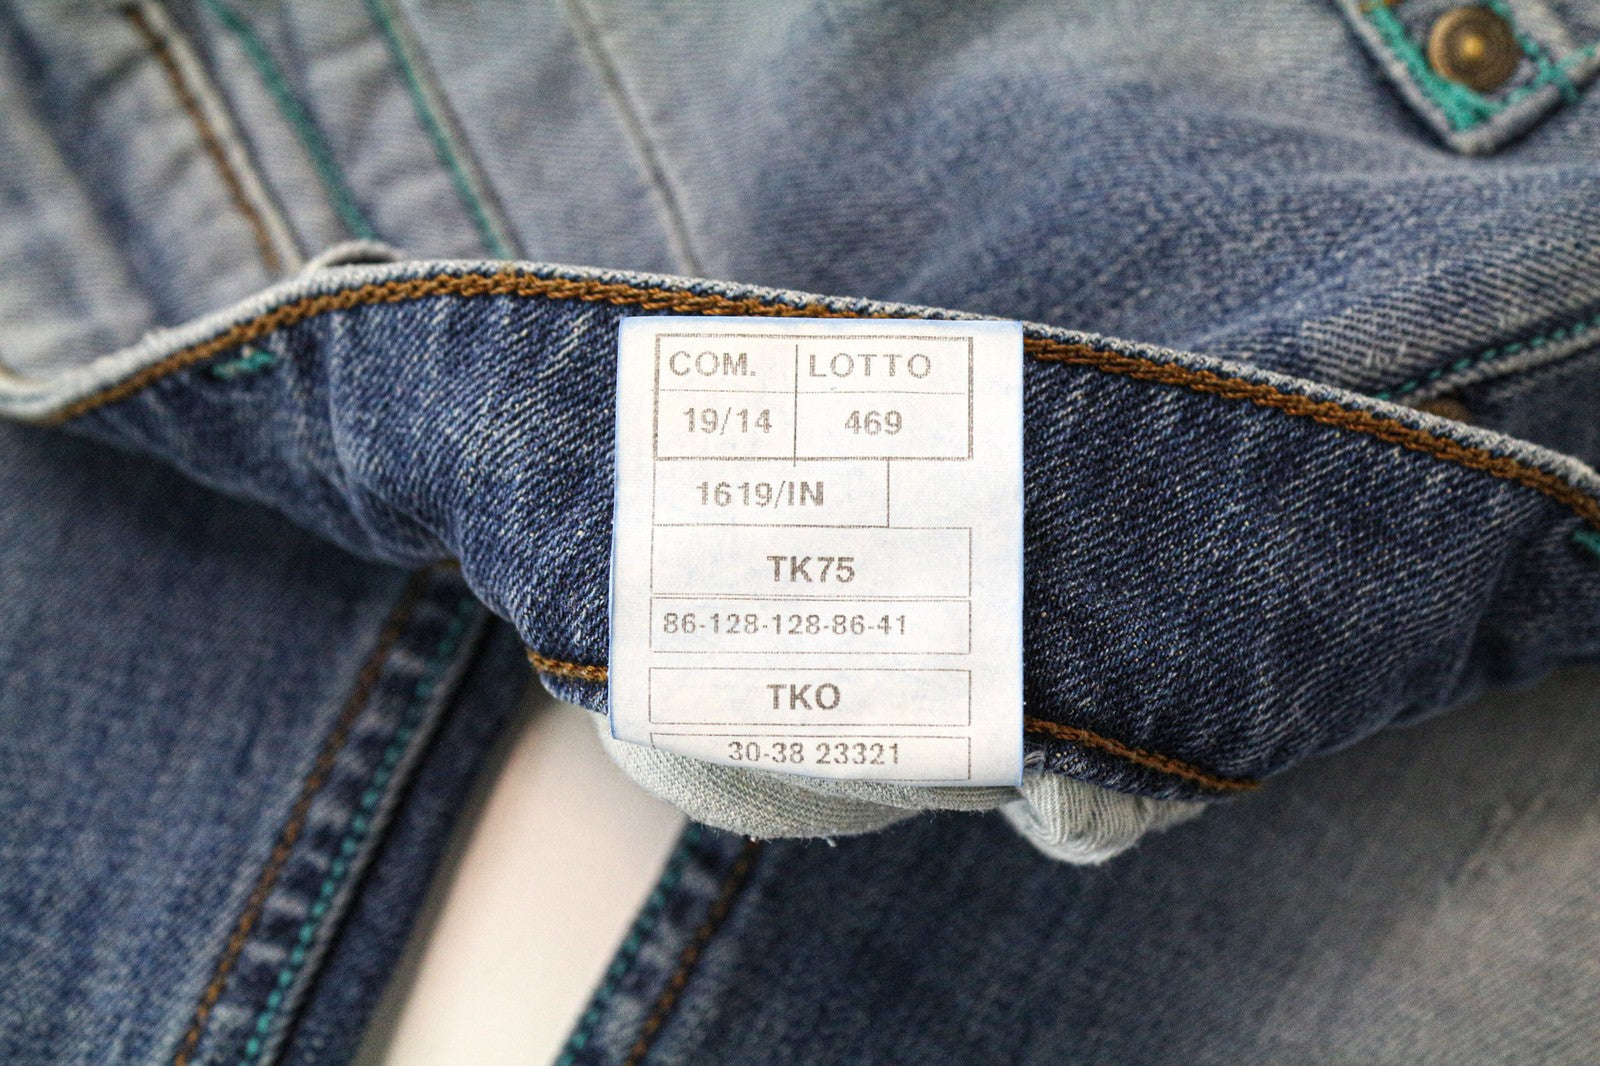 COM. LOTTO
19/14 469
1619/IN
TK75
86-128-128-86-41
TKO
30-38 23321